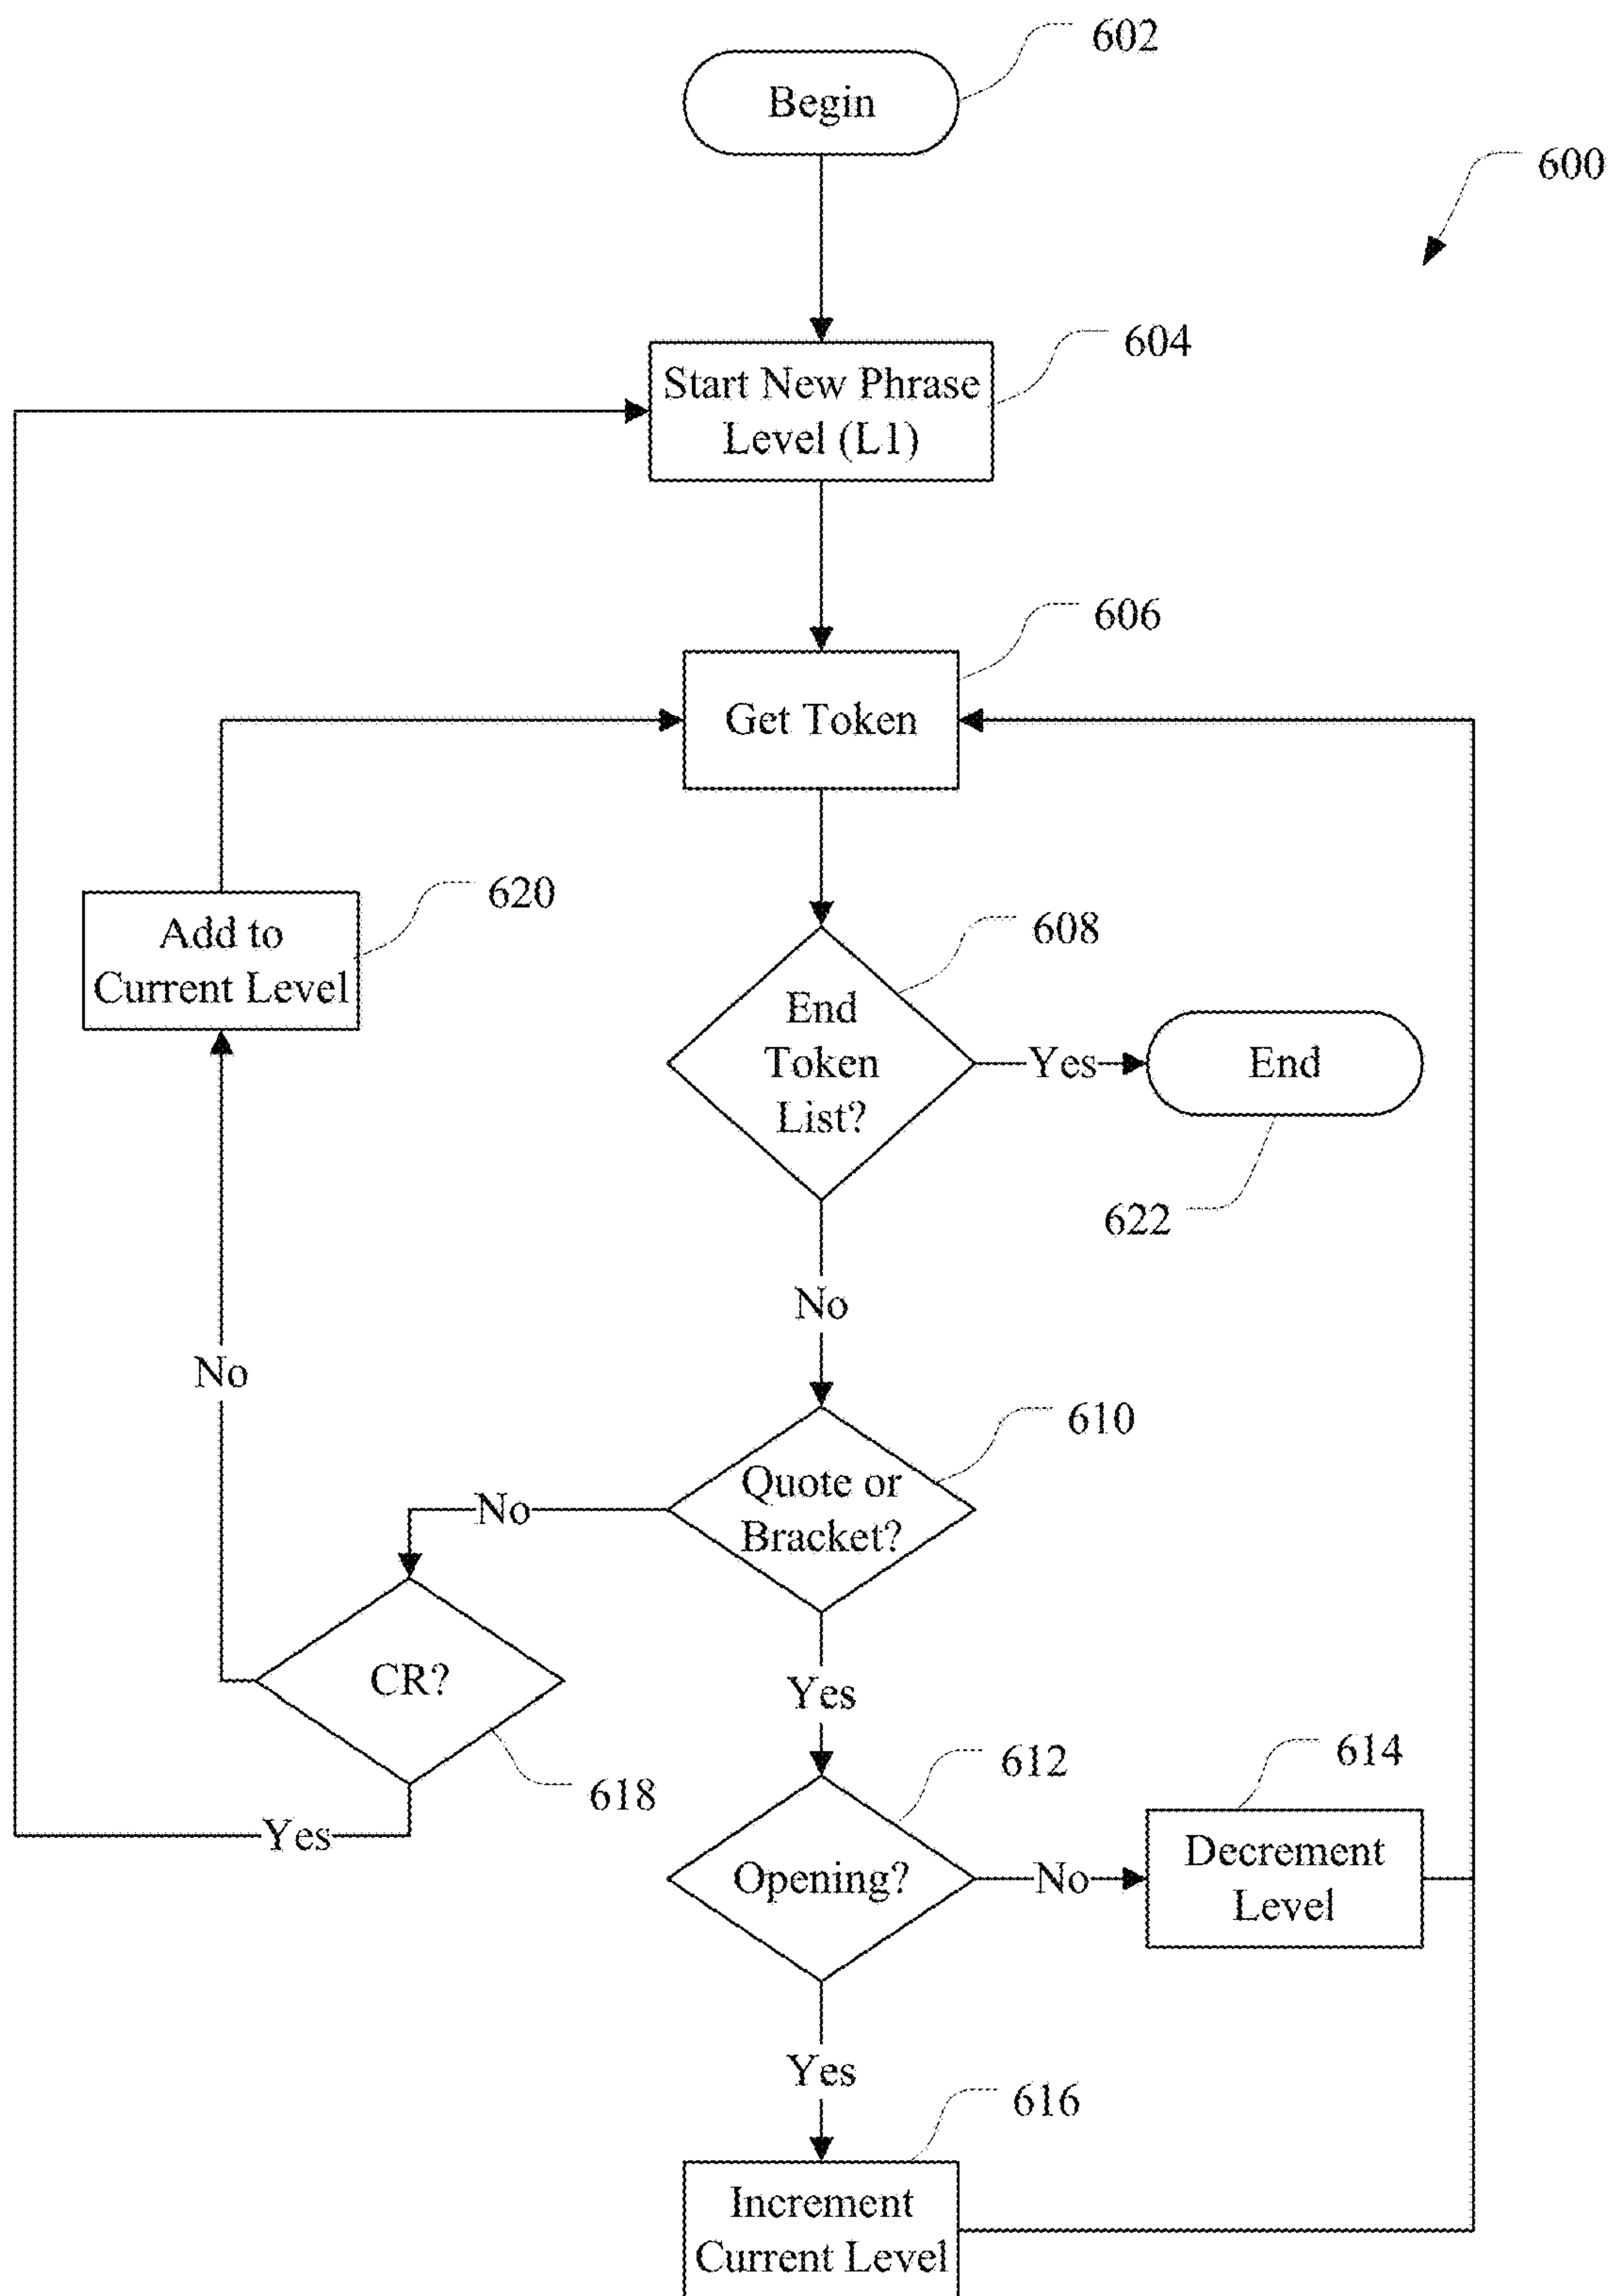 602
Begin
600
604
Start New Phrase
Level (L1)
606
Get Token
620
Add to
Current Level
608
End
Token
List?
Yes
End
622
No
No
610
Quote or
Bracket?
No
CR?
618
Yes
Yes
612
Opening?
No
614
Decrement
Level
Yes
616
Increment
Current Level